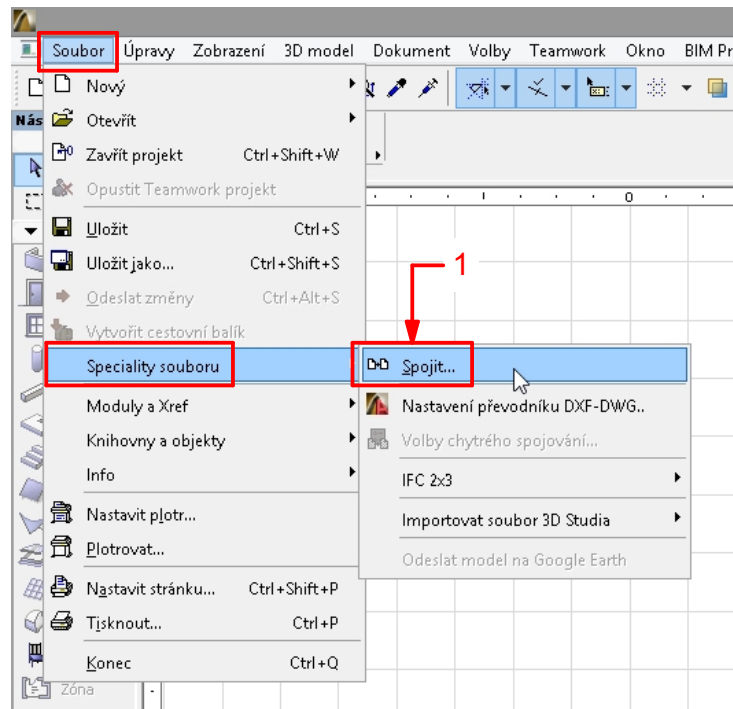 Soubor Úpravy Zobrazení 3D model Dokument Volby Teamwork Okno BIM Pr
Nás
Nový
Otevřít
Zavřít projekt Ctrl+Shift+W
Opustit Teamwork projekt
0
Uložit Ctrl+S
Uložit jako... Ctrl+Shift+S
1
Odeslat změny Ctrl+Alt+S
Vytvořit cestovní balík
Speciality souboru
Spojit...
Moduly a Xref
Nastavení převodníku DXF-DWG..
Knihovny a objekty
Volby chytrého spojování...
Info
IFC 2x3
Nastavit plotr...
Importovat soubor 3D Studia
Plotrovat...
Odeslat model na Google Earth
Nastavit stránku... Ctrl+Shift+P
Tisknout... Ctrl+P
Konec Ctrl+Q
Zóna